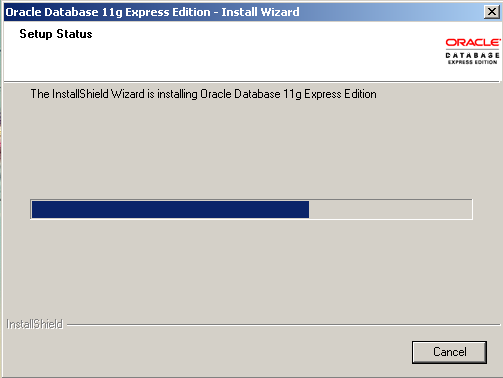 Oracle Database 11g Express Edition - Install Wizard
Setup Status
ORACLE
DATABASE
EXPRESS EDITION
The InstallShield Wizard is installing Oracle Database 11g Express Edition
InstallShield
Cancel